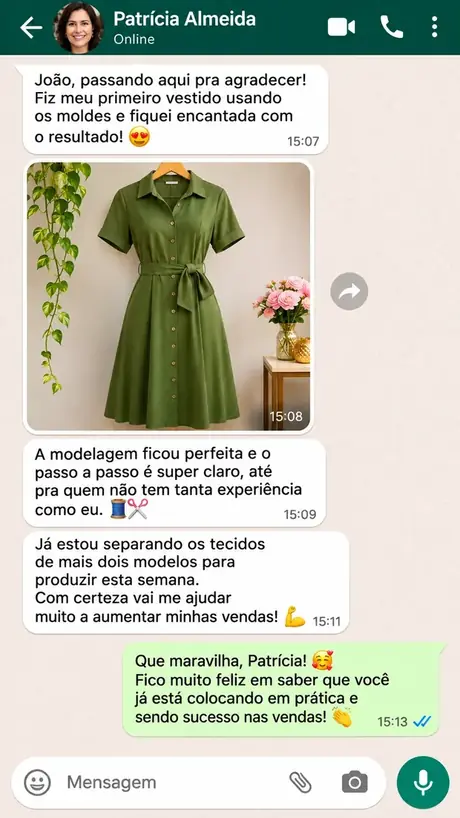 Patrícia Almeida
Online
João, passando aqui pra agradecer!
Fiz meu primeiro vestido usando
os moldes e fiquei encantada com
o resultado! 😍
15:07
15:08
A modelagem ficou perfeita e o
passo a passo é super claro, até
pra quem não tem tanta experiência
como eu. 🧵✂️
15:09
Já estou separando os tecidos
de mais dois modelos para
produzir esta semana.
Com certeza vai me ajudar
muito a aumentar minhas vendas! 💪
15:11
Que maravilha, Patrícia! 🥰
Fico muito feliz em saber que você
já está colocando em prática e
sendo sucesso nas vendas! 👏
15:13
Mensagem